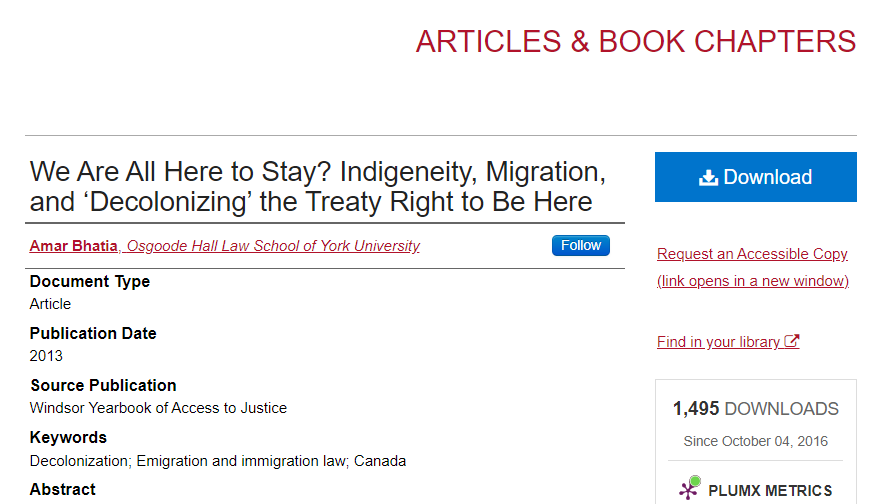 ARTICLES & BOOK CHAPTERS
We Are All Here to Stay? Indigeneity, Migration,
and ‘Decolonizing’ the Treaty Right to Be Here
Amar Bhatia, Osgoode Hall Law School of York University
Follow
Document Type
Article
Publication Date
2013
Source Publication
Windsor Yearbook of Access to Justice
Keywords
Decolonization; Emigration and immigration law; Canada
Abstract
Download
Request an Accessible Copy
(link opens in a new window)
Find in your library
1,495 DOWNLOADS
Since October 04, 2016
PLUMX METRICS